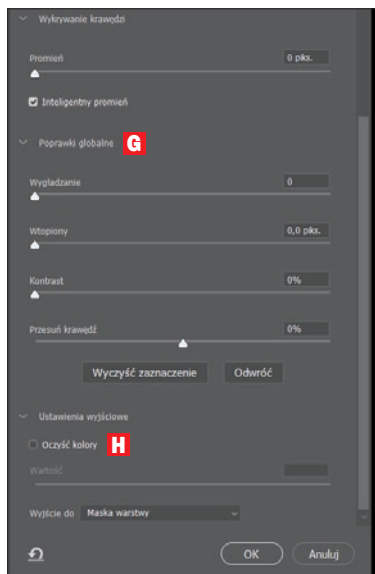 Wykrywanie krawędzi
Promień 0 piks.
Inteligentny promień
Poprawki globalne G
Wygładzanie 0
Wtopiony 0,0 piks.
Kontrast 0%
Przesuń krawędź 0%
Wyczyść zaznaczenie Odwróć
Ustawienia wyjściowe
Oczyść kolory H
Wartość
Wyjście do Maska warstwy
OK Anuluj